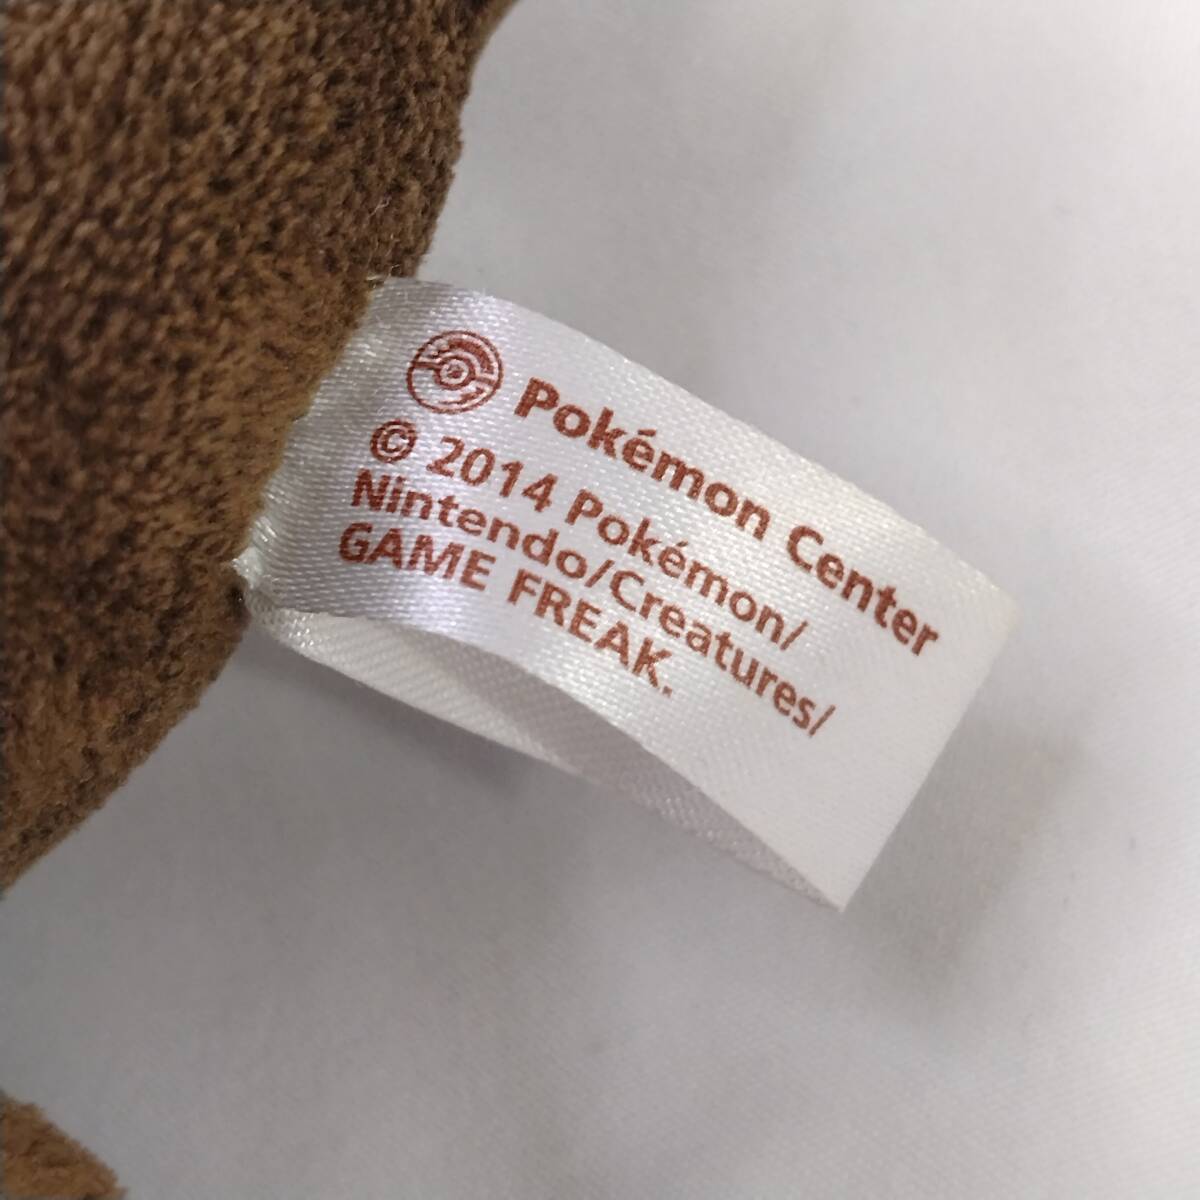 Pokémon Center
© 2014 Pokémon/
Nintendo/Creatures/
GAME FREAK.